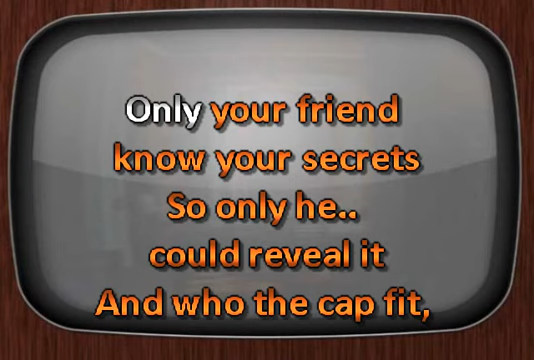 Only your friend
know your secrets
So only he..
could reveal it
And who the cap fit,